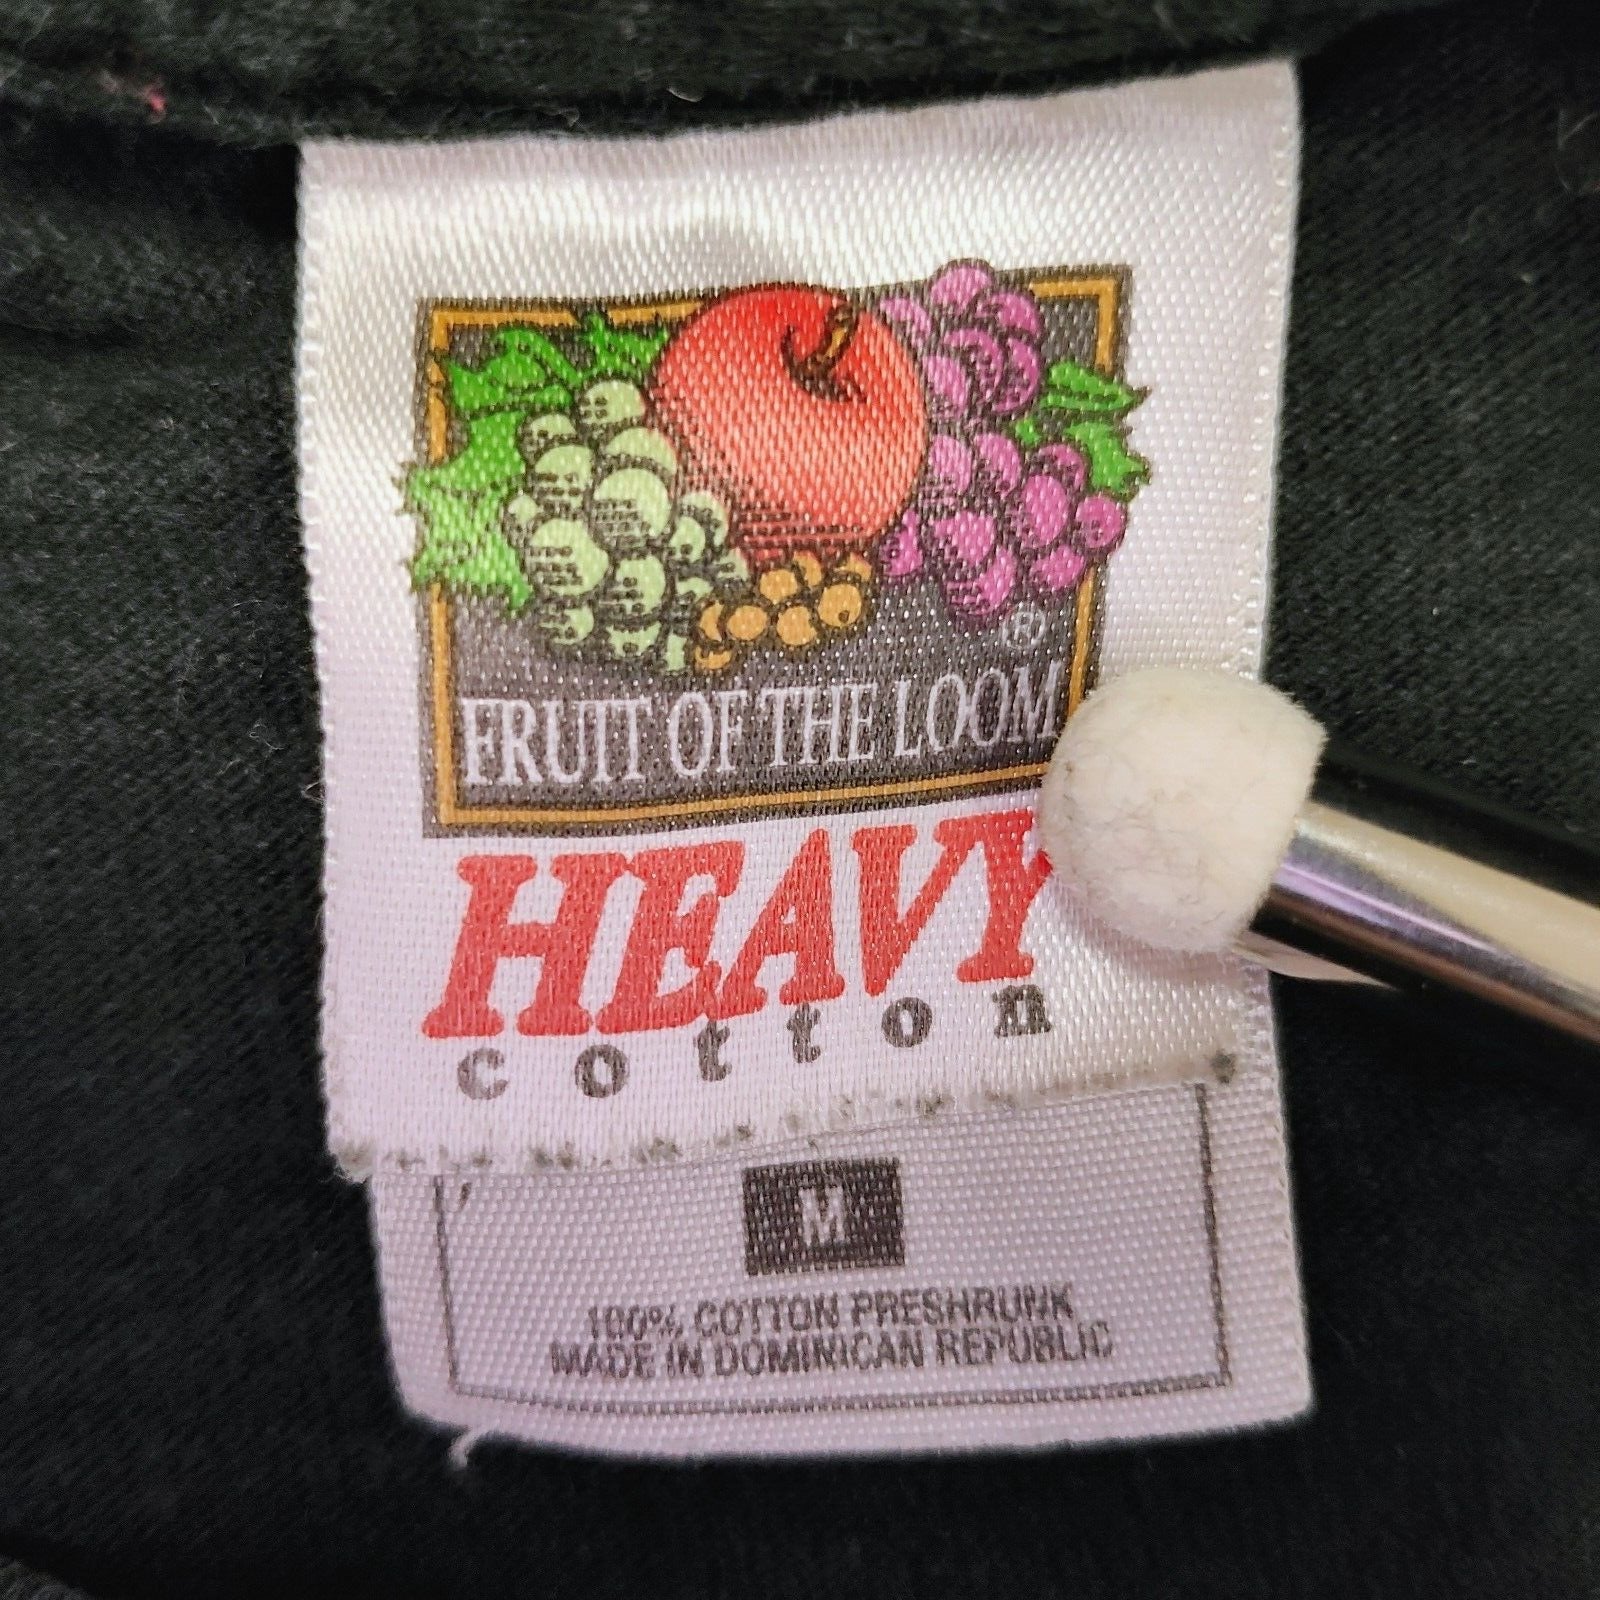 ®
FRUIT OF THE LOOM
HEAVY
cotton
M
100% COTTON PRESHRUNK
MADE IN DOMINICAN REPUBLIC